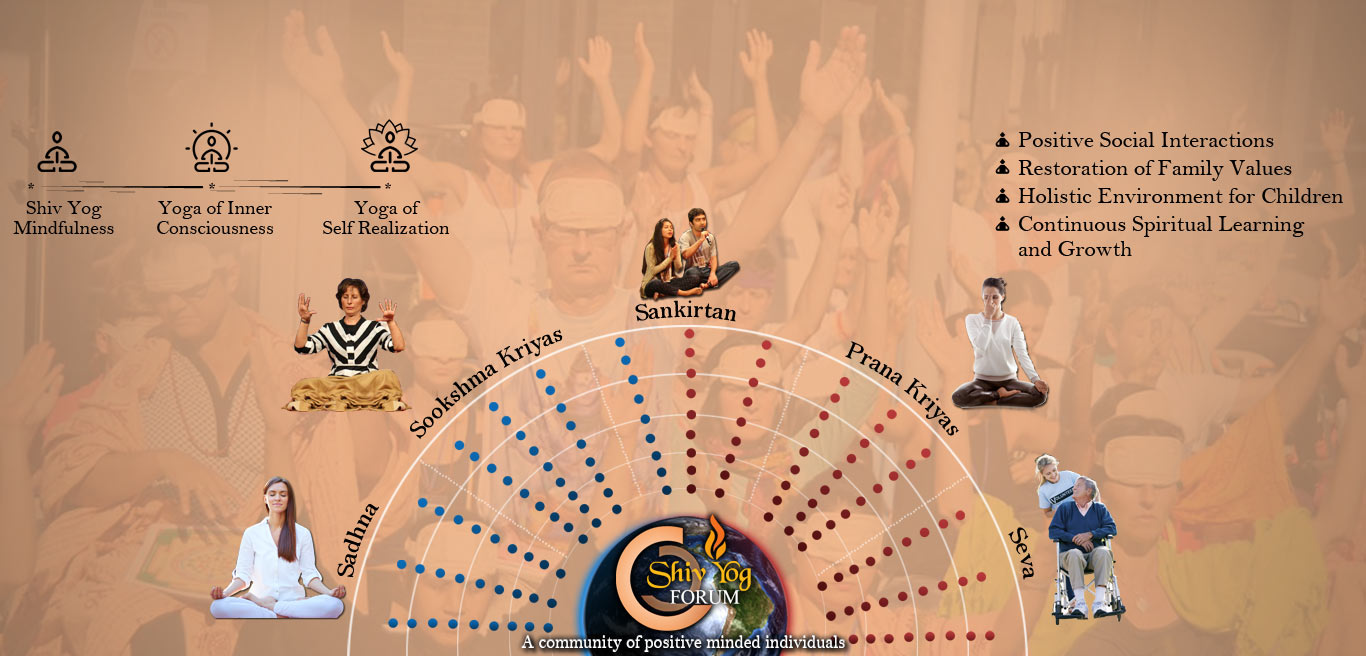 Shiv Yog
Mindfulness
Yoga of Inner
Consciousness
Yoga of
Self Realization
Positive Social Interactions
Restoration of Family Values
Holistic Environment for Children
Continuous Spiritual Learning
and Growth
Sadhna
Sookshma Kriyas
Sankirtan
Prana Kriyas
Seva
VOLUNTEER
Shiv Yog
FORUM
A community of positive minded individuals